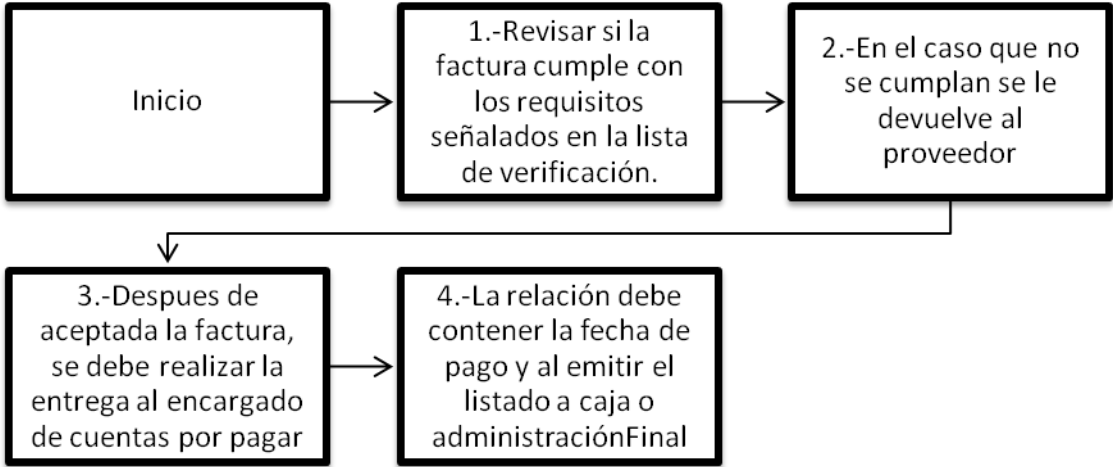 Inicio
1.-Revisar si la
factura cumple con
los requisitos
señalados en la lista
de verificación.
2.-En el caso que no
se cumplan se le
devuelve al
proveedor
3.-Despues de
aceptada la factura,
se debe realizar la
entrega al encargado
de cuentas por pagar
4.-La relación debe
contener la fecha de
pago y al emitir el
listado a caja o
administraciónFinal